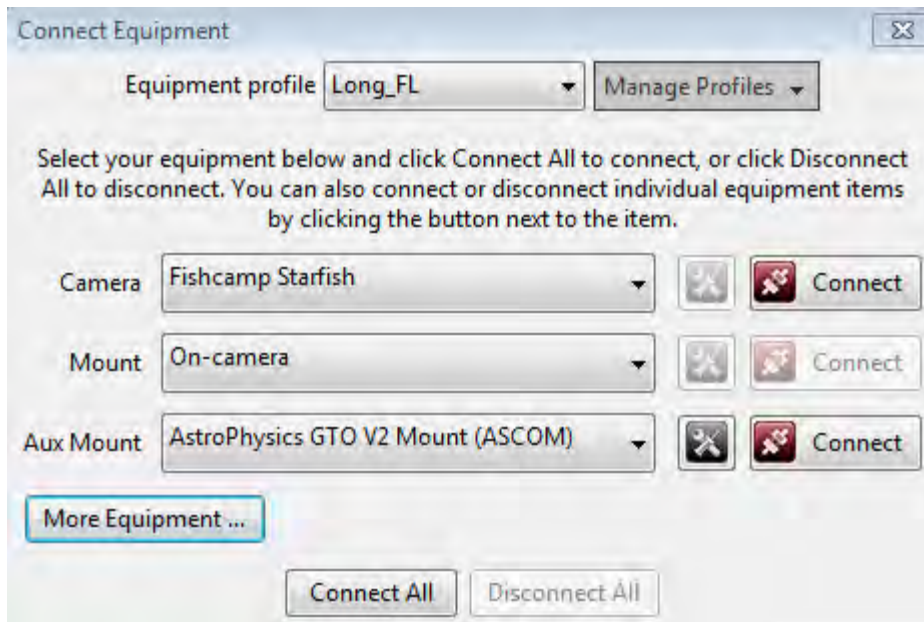 Connect Equipment
Equipment profile Long_FL Manage Profiles
Select your equipment below and click Connect All to connect, or click Disconnect
All to disconnect. You can also connect or disconnect individual equipment items
by clicking the button next to the item.
Camera Fishcamp Starfish Connect
Mount On-camera Connect
Aux Mount AstroPhysics GTO V2 Mount (ASCOM) Connect
More Equipment ...
Connect All Disconnect All